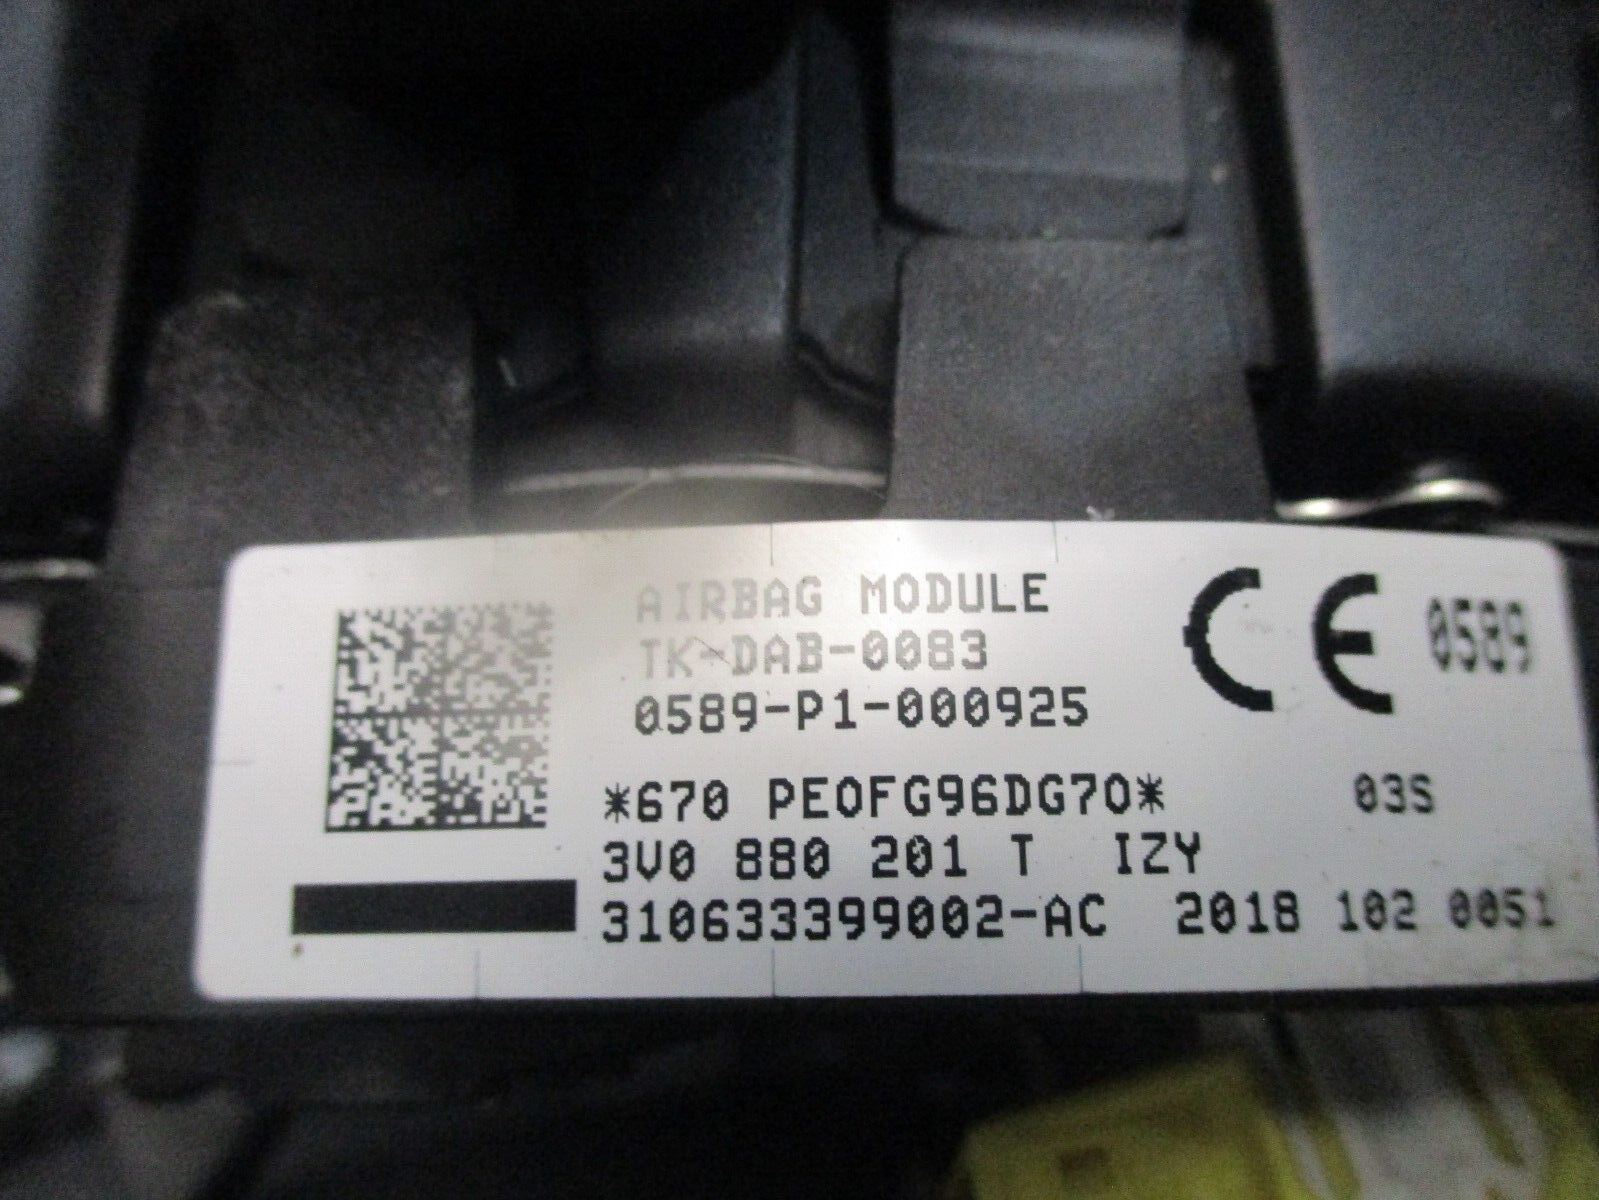 AIRBAG MODULE
TK-DAB-0083
0589-P1-000925
CE 0589
*670 PE0FG96DG70* 03S
3V0 880 201 T IZY
310633399002-AC 2018 102 0051